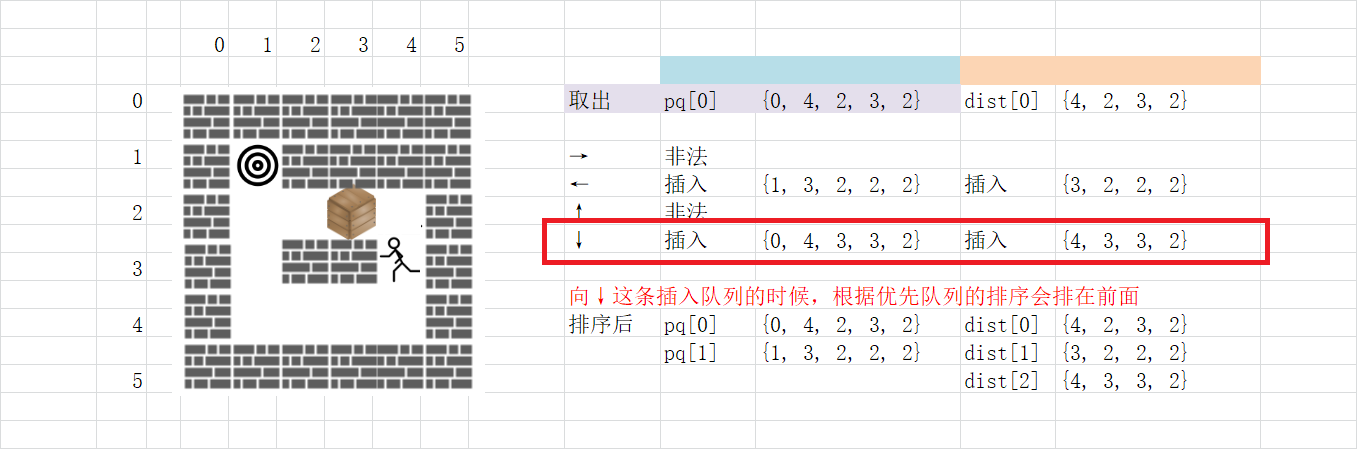 0 1 2 3 4 5
0 取出 pq[0] {0, 4, 2, 3, 2} dist[0] {4, 2, 3, 2}
1 → 非法
← 插入 {1, 3, 2, 2, 2} 插入 {3, 2, 2, 2}
2 ↑ 非法
↓ 插入 {0, 4, 3, 3, 2} 插入 {4, 3, 3, 2}
3
向↓这条插入队列的时候，根据优先队列的排序会排在前面
4 排序后 pq[0] {0, 4, 2, 3, 2} dist[0] {4, 2, 3, 2}
pq[1] {1, 3, 2, 2, 2} dist[1] {3, 2, 2, 2}
5 dist[2] {4, 3, 3, 2}